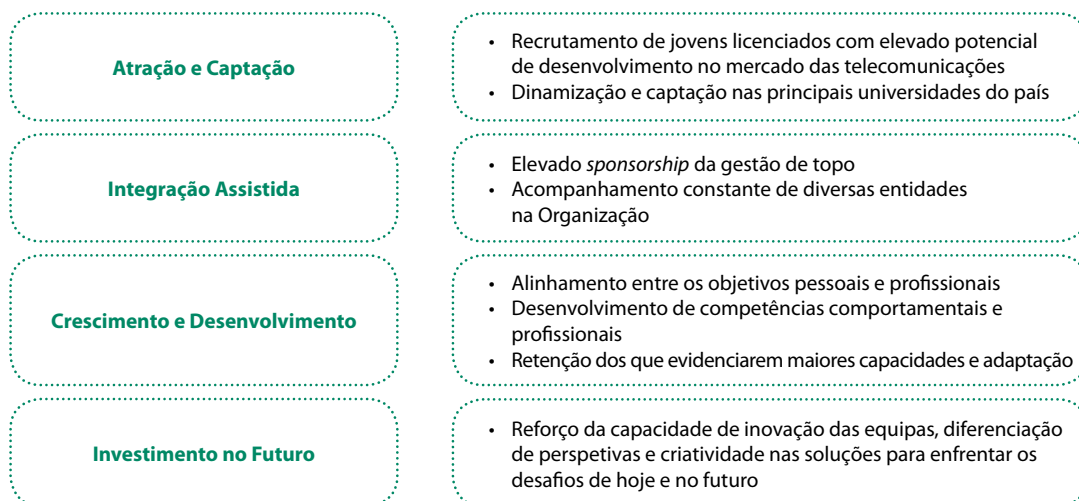 Atração e Captação
• Recrutamento de jovens licenciados com elevado potencial
de desenvolvimento no mercado das telecomunicações
• Dinamização e captação nas principais universidades do país
Integração Assistida
• Elevado sponsorship da gestão de topo
• Acompanhamento constante de diversas entidades
na Organização
Crescimento e Desenvolvimento
• Alinhamento entre os objetivos pessoais e profissionais
• Desenvolvimento de competências comportamentais e
profissionais
• Retenção dos que evidenciarem maiores capacidades e adaptação
Investimento no Futuro
• Reforço da capacidade de inovação das equipas, diferenciação
de perspetivas e criatividade nas soluções para enfrentar os
desafios de hoje e no futuro